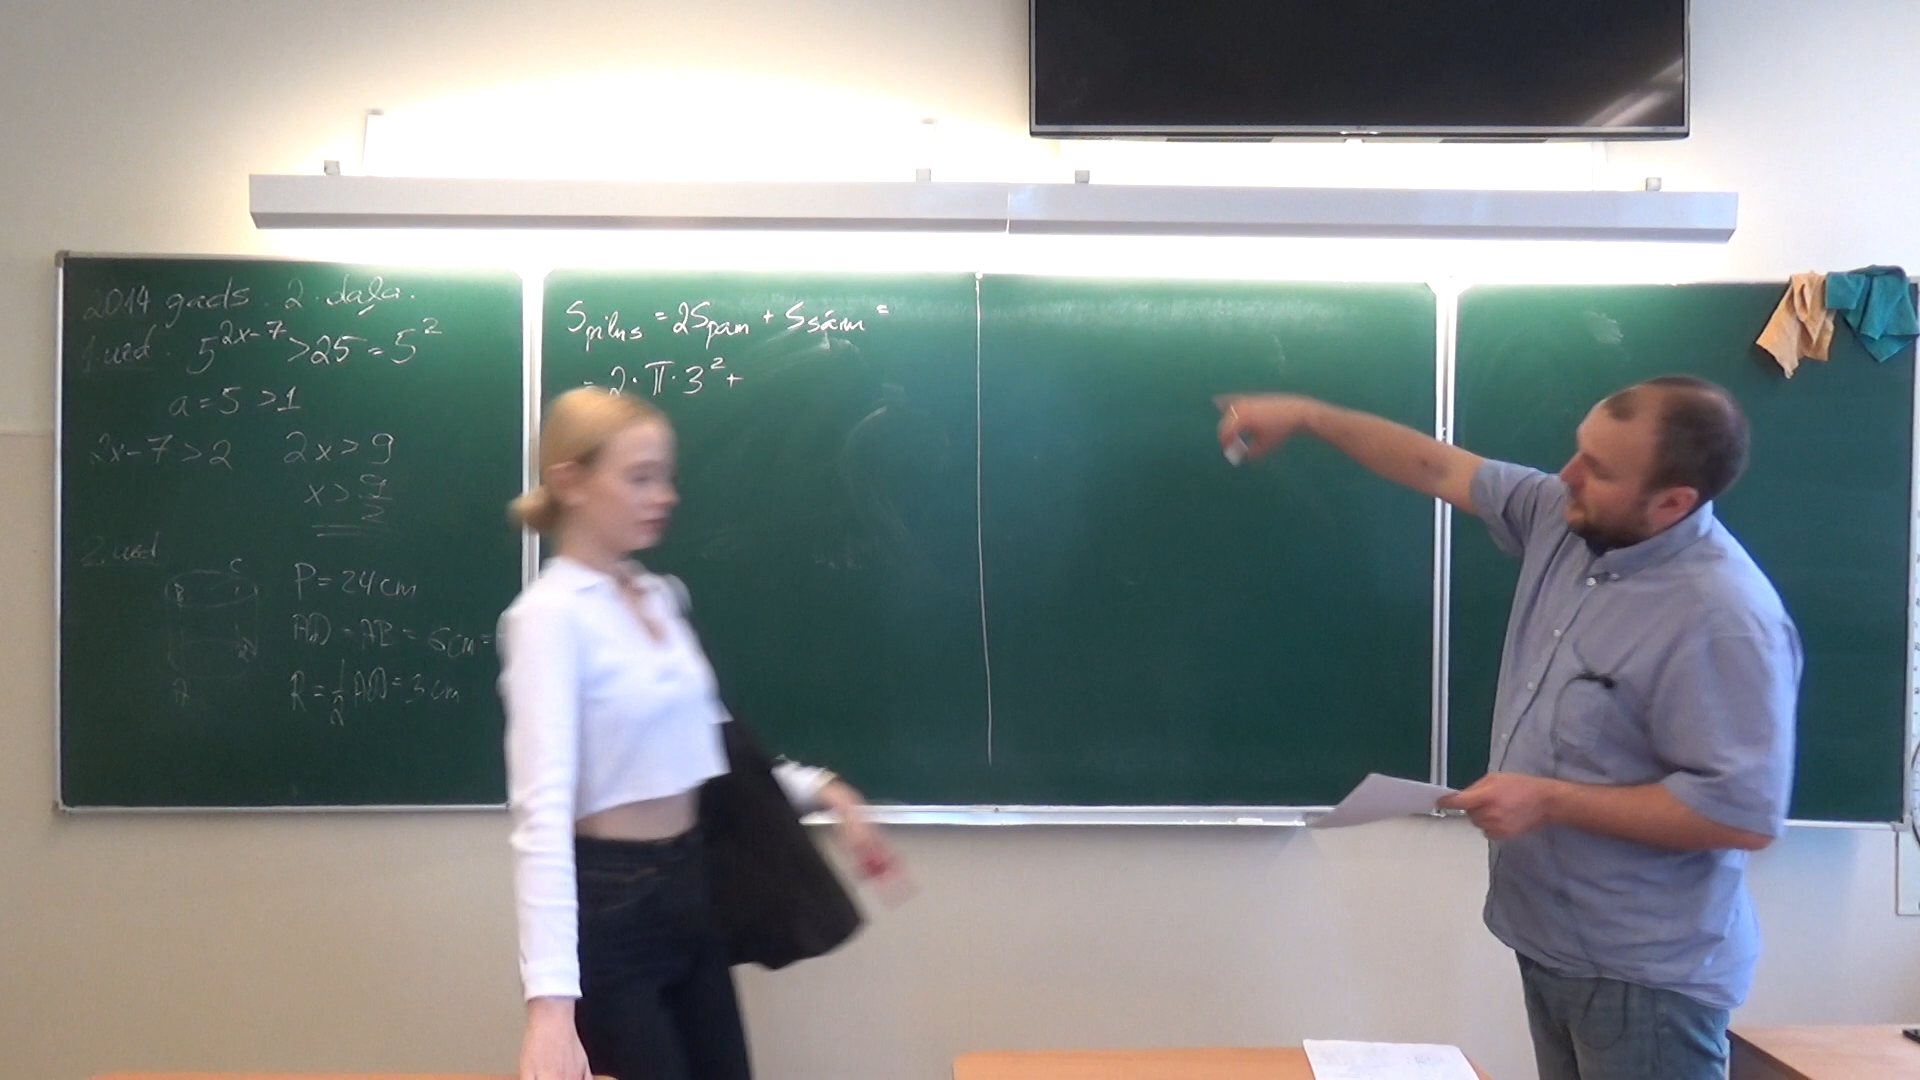 2014 gads. 2. daļa.
1. uzd. 5^{2x-7} > 25 = 5^2
a = 5 > 1
2x - 7 > 2 2x > 9
x > 9/2
2. uzd.
B C
P = 24 cm
AD = AB = 6 cm =
A
R = 1/2 AD = 3 cm
S pilns = 2S pam + S sānu =
= 2 · π · 3^2 +